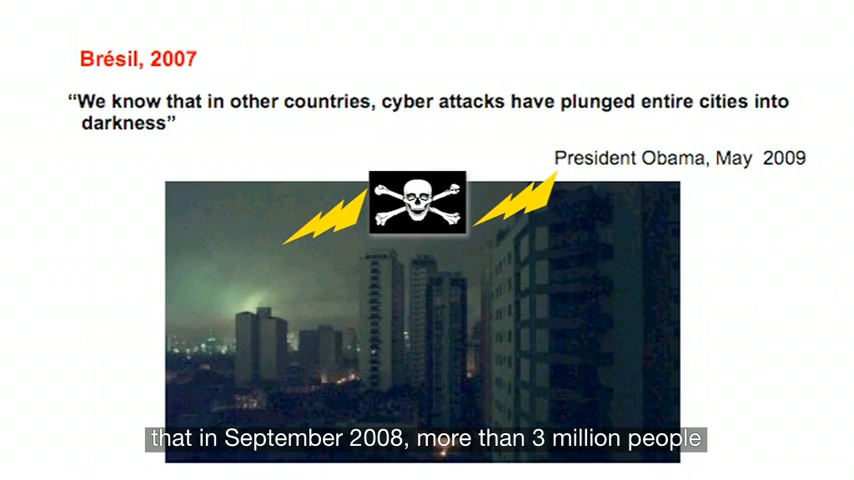 Brésil, 2007
“We know that in other countries, cyber attacks have plunged entire cities into
darkness”
President Obama, May 2009
that in September 2008, more than 3 million people